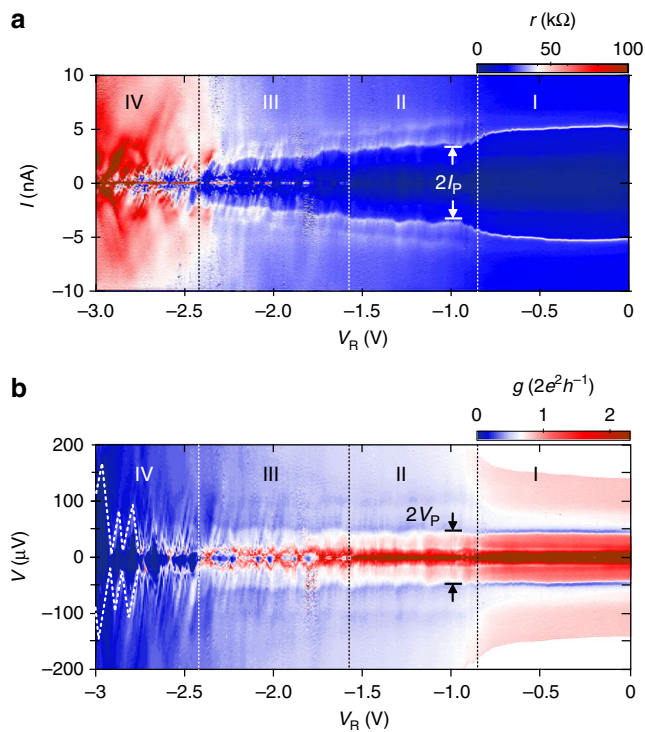 a
r (kΩ)
0 50 100
10
5
0
−5
−10
I (nA)
IV III II I
2I_P
−3.0 −2.5 −2.0 −1.5 −1.0 −0.5 0
V_R (V)
b
g (2e²h⁻¹)
0 1 2
200
100
0
−100
−200
V (μV)
IV III II I
2V_P
−3 −2.5 −2.0 −1.5 −1.0 −0.5 0
V_R (V)